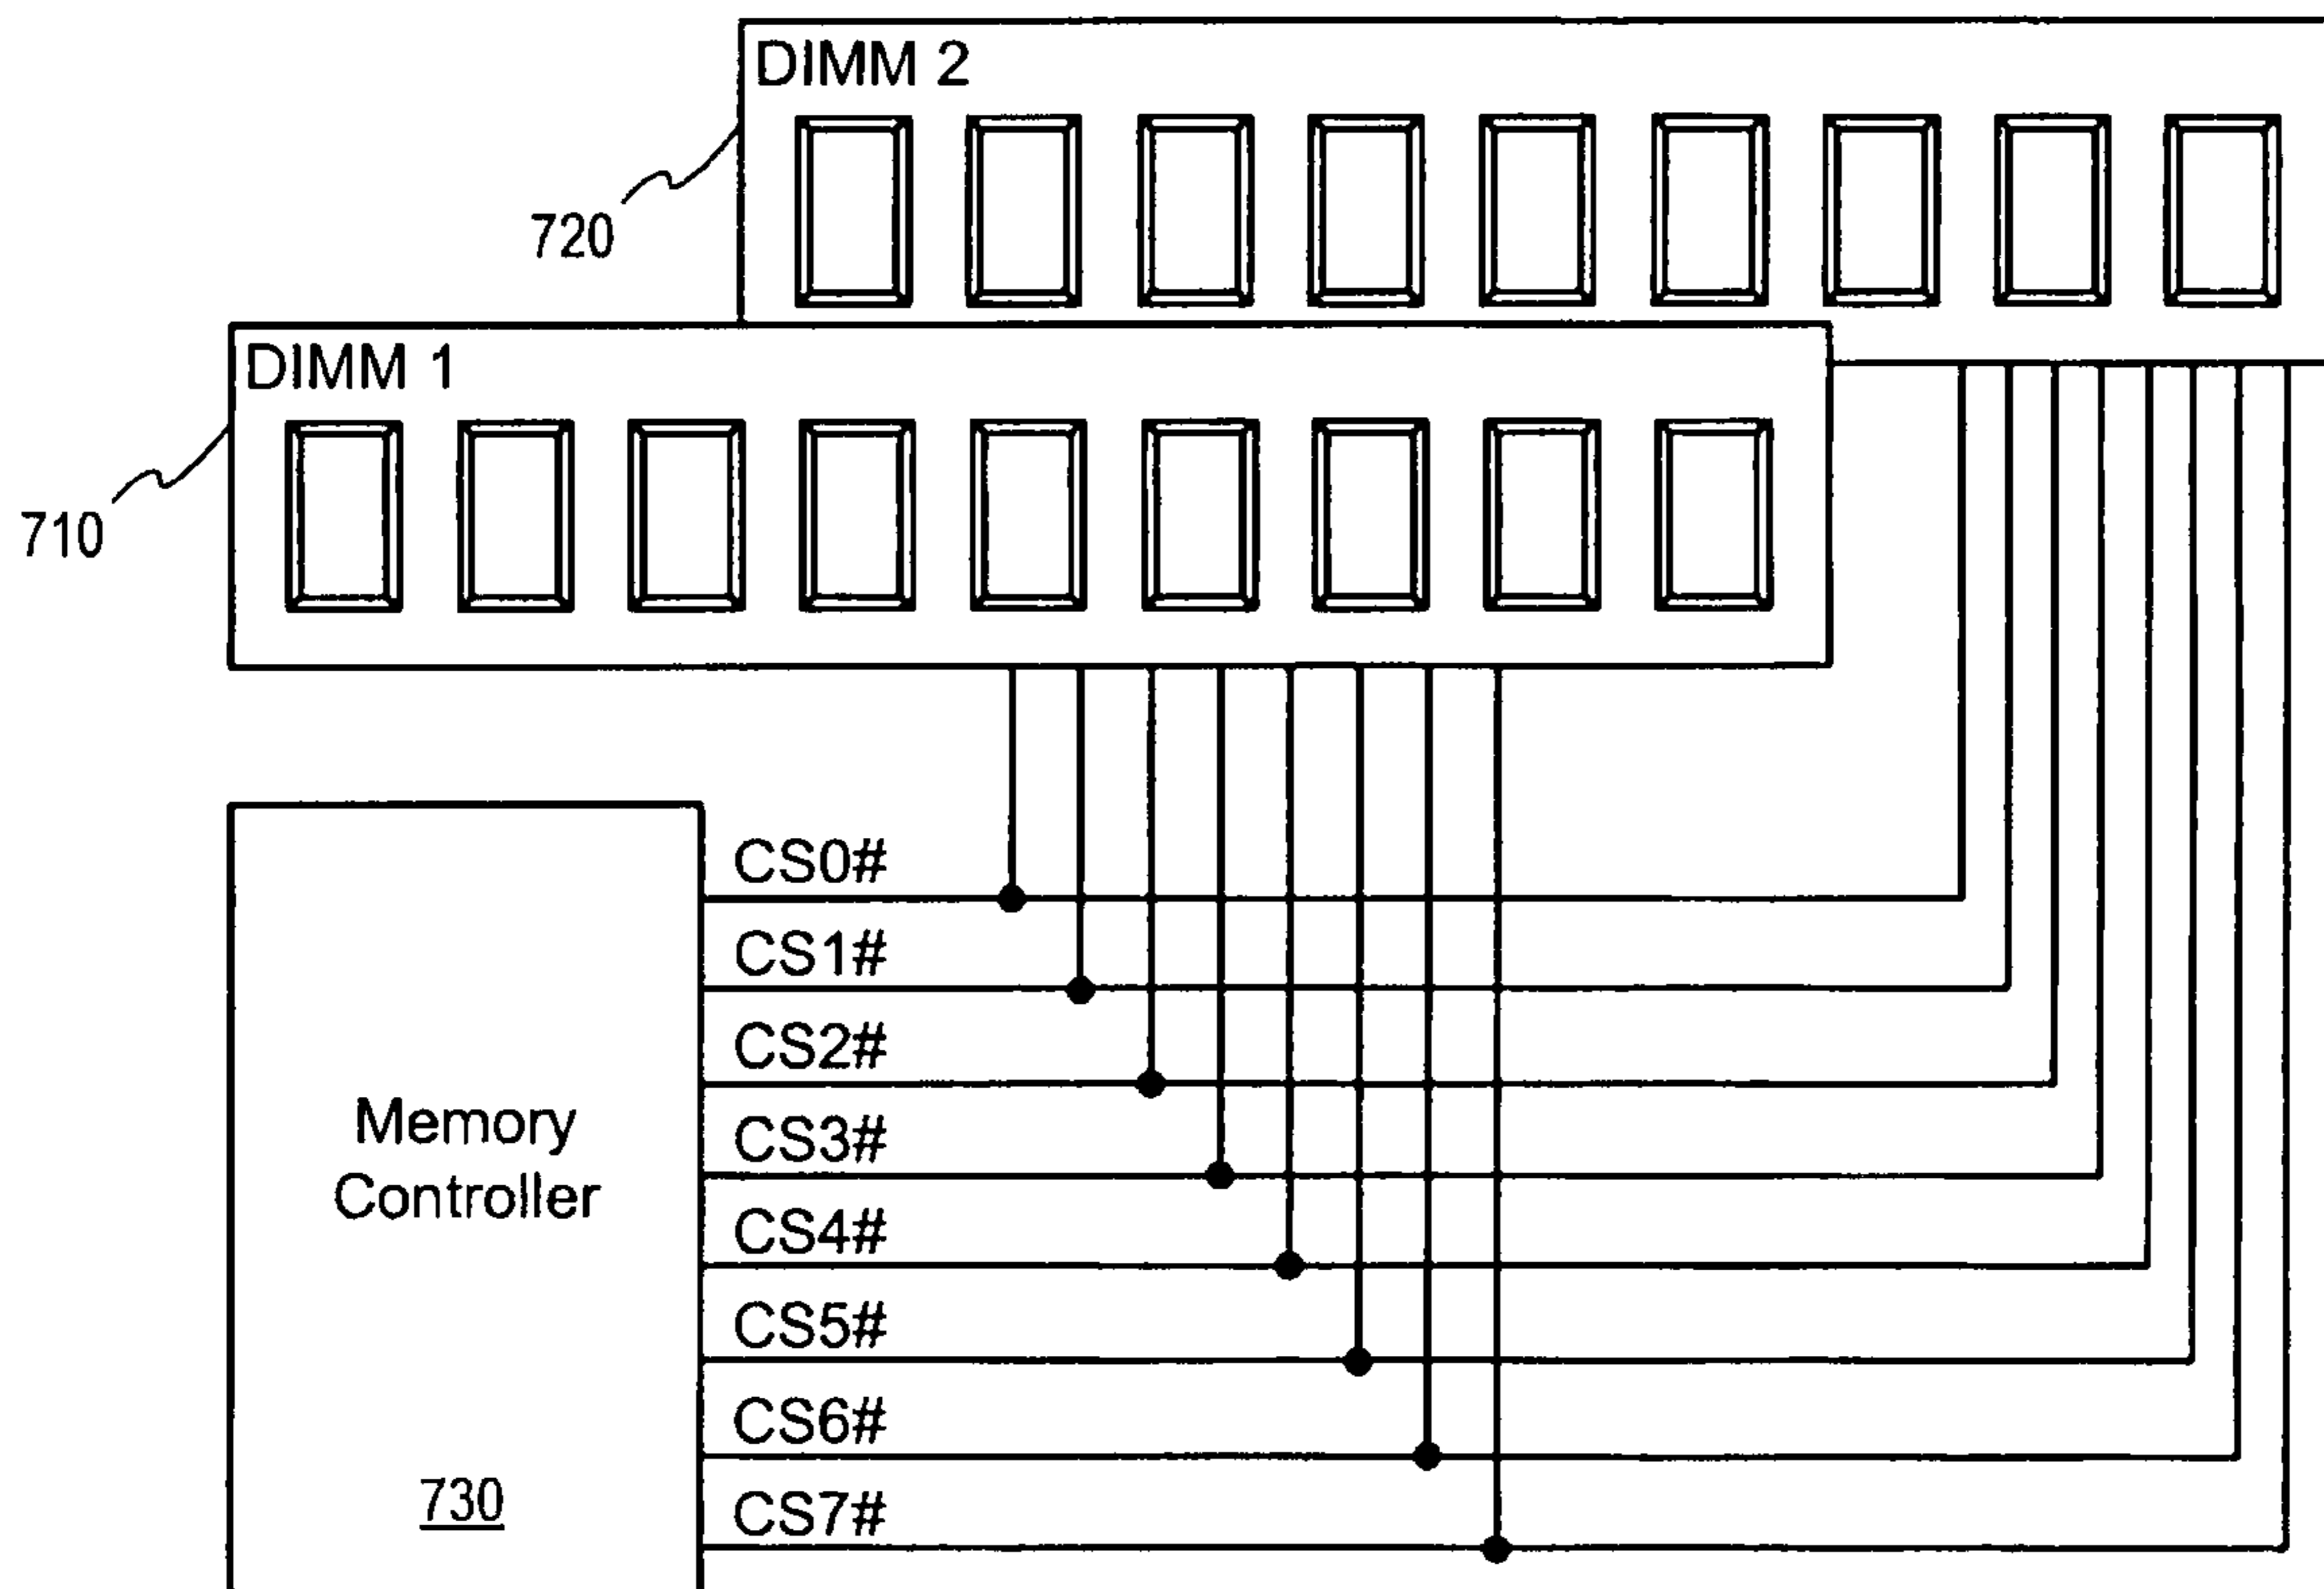 DIMM 2
720
DIMM 1
710
CS0#
CS1#
CS2#
CS3#
CS4#
CS5#
CS6#
CS7#
Memory
Controller
730